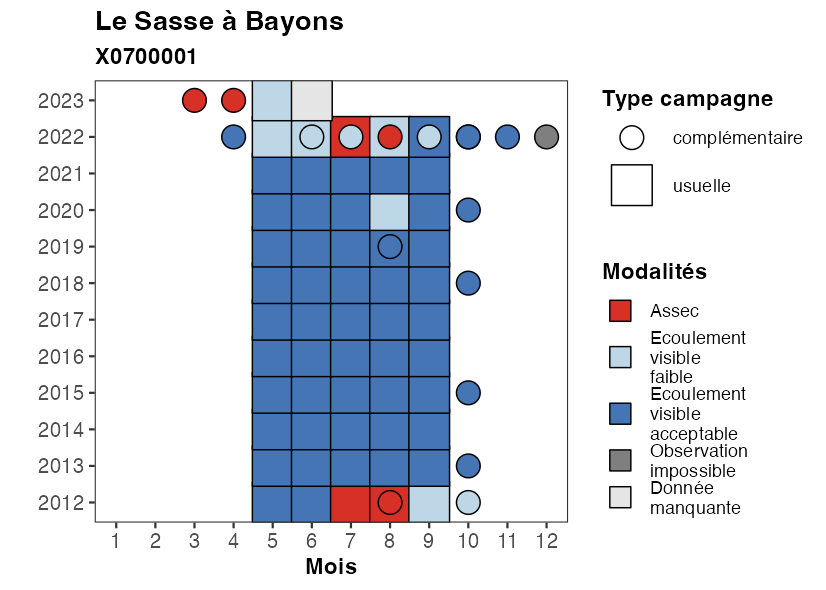 Le Sasse à Bayons
X0700001
2023
2022
2021
2020
2019
2018
2017
2016
2015
2014
2013
2012
1 2 3 4 5 6 7 8 9 10 11 12
Mois
Type campagne
complémentaire
usuelle
Modalités
Assec
Ecoulement
visible
faible
Ecoulement
visible
acceptable
Observation
impossible
Donnée
manquante